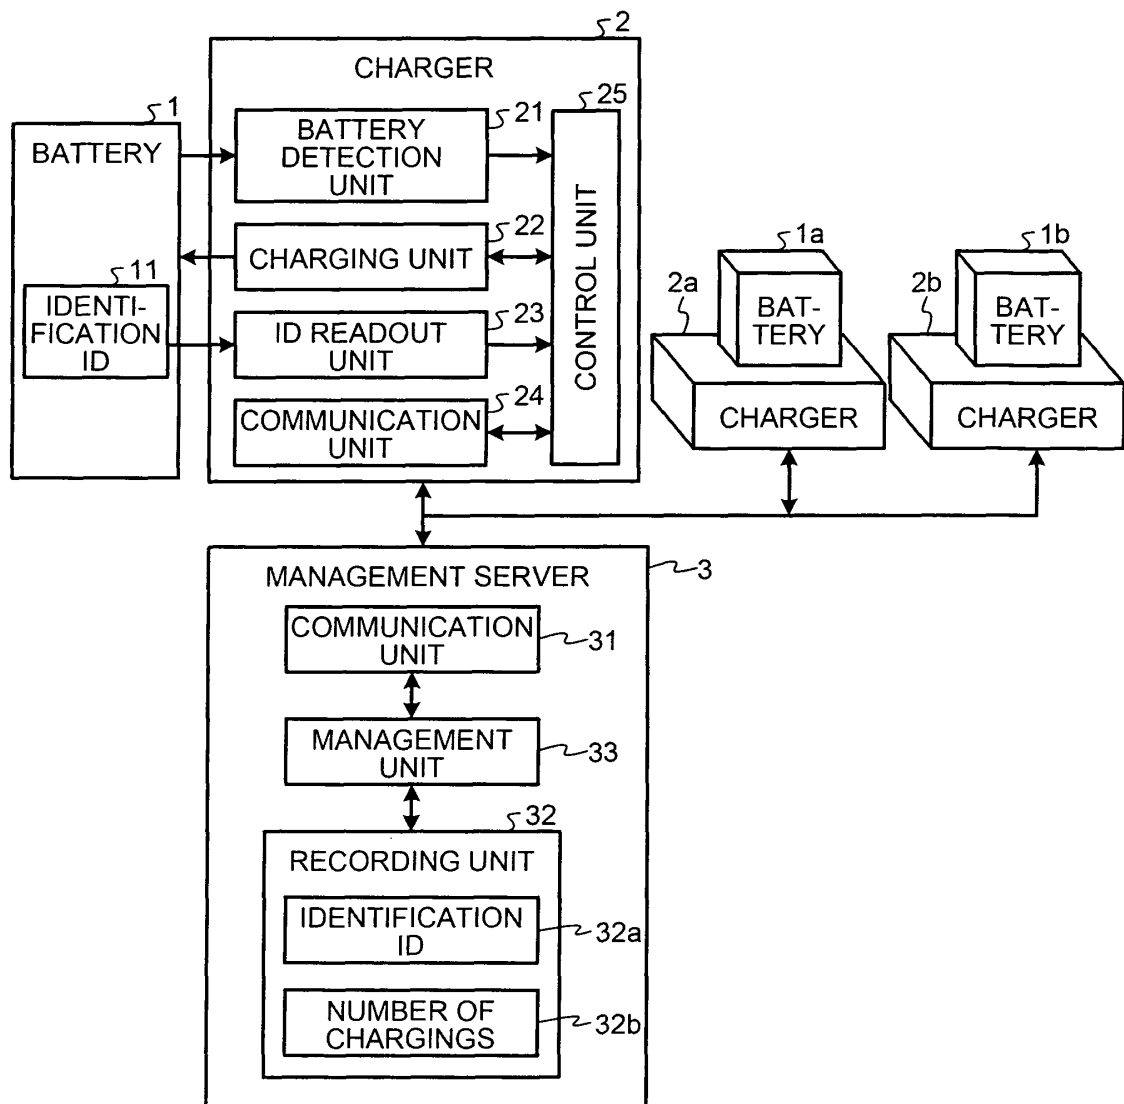 2
CHARGER
1
BATTERY
21
BATTERY
DETECTION
UNIT
25
CONTROL UNIT
22
CHARGING UNIT
11
IDENTI-
FICATION
ID
23
ID READOUT
UNIT
24
COMMUNICATION
UNIT
1a
BAT-
TERY
2a
CHARGER
1b
BAT-
TERY
2b
CHARGER
MANAGEMENT SERVER
3
COMMUNICATION
UNIT
31
MANAGEMENT
UNIT
33
32
RECORDING UNIT
IDENTIFICATION
ID
32a
NUMBER OF
CHARGINGS
32b